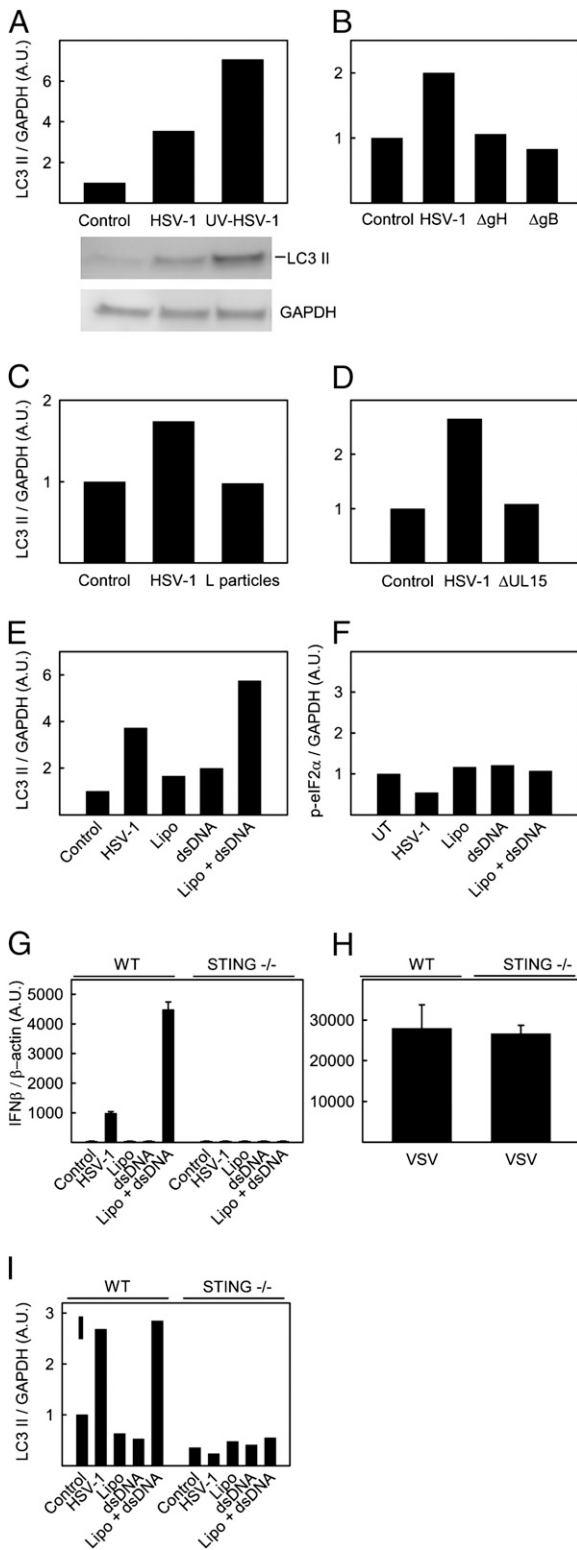 A
LC3 II / GAPDH (A.U.)
6
4
2
Control HSV-1 UV-HSV-1
LC3 II
GAPDH
B
2
1
Control HSV-1 ΔgH ΔgB
C
LC3 II / GAPDH (A.U.)
2
1
Control HSV-1 L particles
D
2
1
Control HSV-1 ΔUL15
E
LC3 II / GAPDH (A.U.)
6
4
2
Control HSV-1 Lipo dsDNA Lipo + dsDNA
F
p-eIF2α / GAPDH (A.U.)
3
2
1
UT HSV-1 Lipo dsDNA Lipo + dsDNA
G
WT STING -/-
IFNβ / β–actin (A.U.)
5000
4000
3000
2000
1000
Control HSV-1 Lipo dsDNA Lipo + dsDNA Control HSV-1 Lipo dsDNA Lipo + dsDNA
H
WT STING -/-
30000
20000
10000
VSV VSV
I
WT STING -/-
LC3 II / GAPDH (A.U.)
3
2
1
Control HSV-1 Lipo dsDNA Lipo + dsDNA Control HSV-1 Lipo dsDNA Lipo + dsDNA